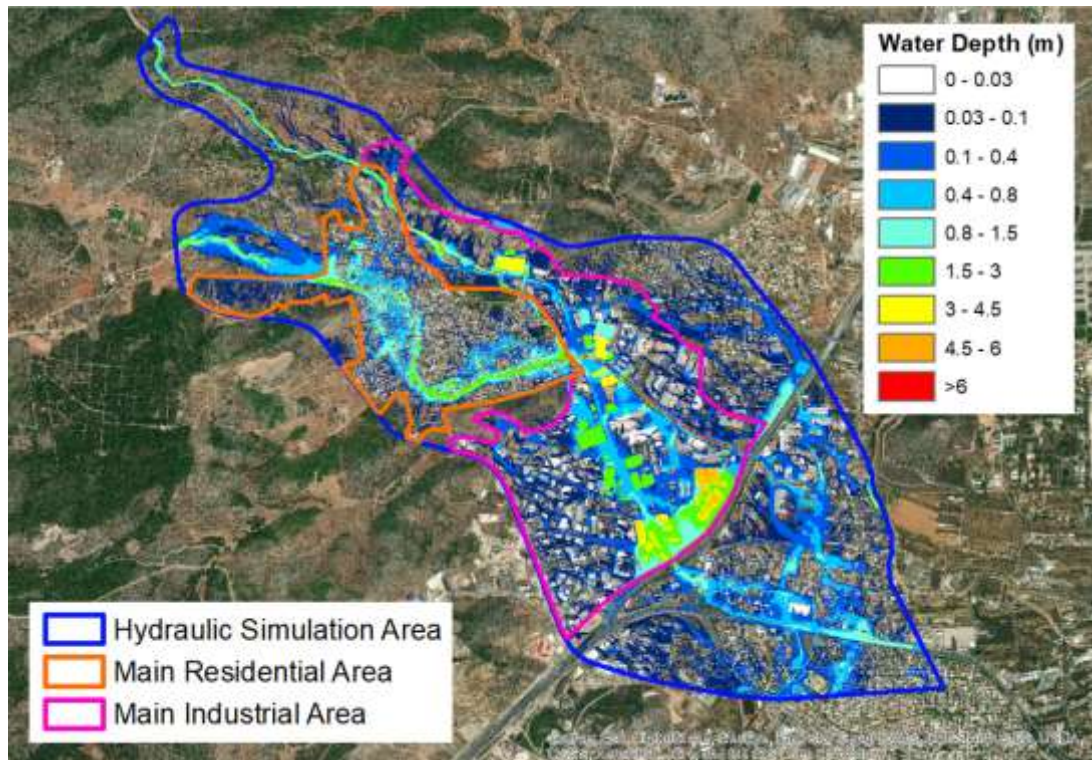 Water Depth (m)
0 - 0.03
0.03 - 0.1
0.1 - 0.4
0.4 - 0.8
0.8 - 1.5
1.5 - 3
3 - 4.5
4.5 - 6
>6
Hydraulic Simulation Area
Main Residential Area
Main Industrial Area